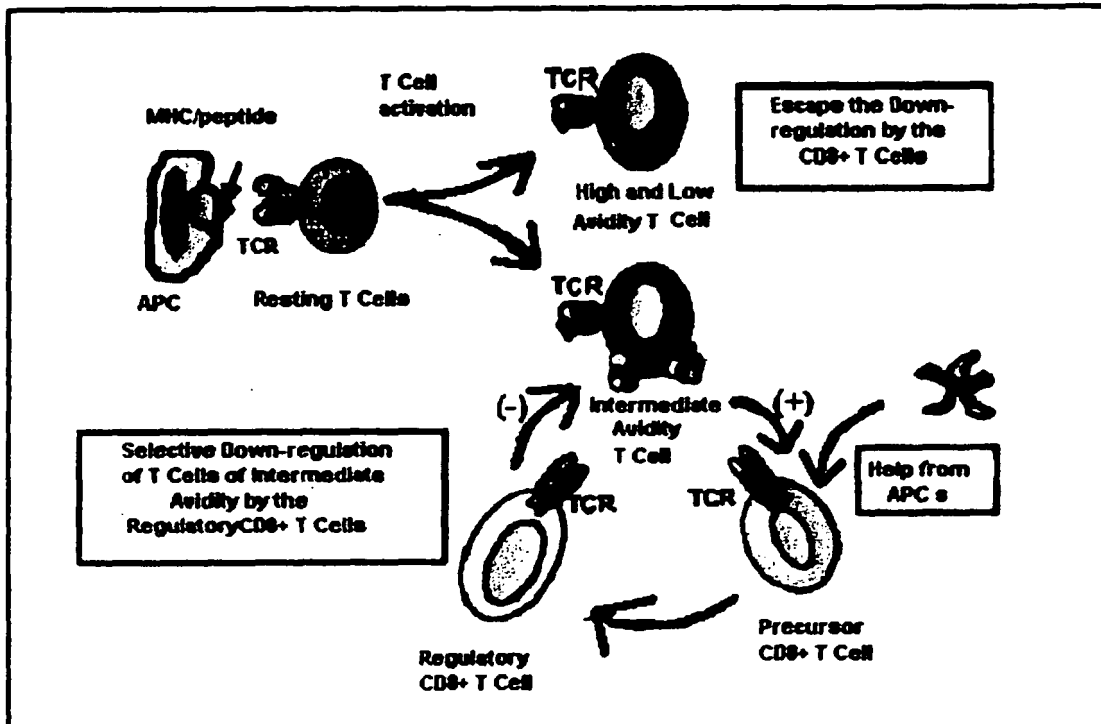 T Cell
activation
MHC/peptide
TCR
APC
Resting T Cells
TCR
High and Low
Avidity T Cell
Escape the Down-
regulation by the
CD8+ T Cells
TCR
Intermediate
Avidity
T Cell
(-)
(+)
Selective Down-regulation
of T Cells of Intermediate
Avidity by the
RegulatoryCD8+ T Cells
TCR
Regulatory
CD8+ T Cell
TCR
Precursor
CD8+ T Cell
Help from
APC s